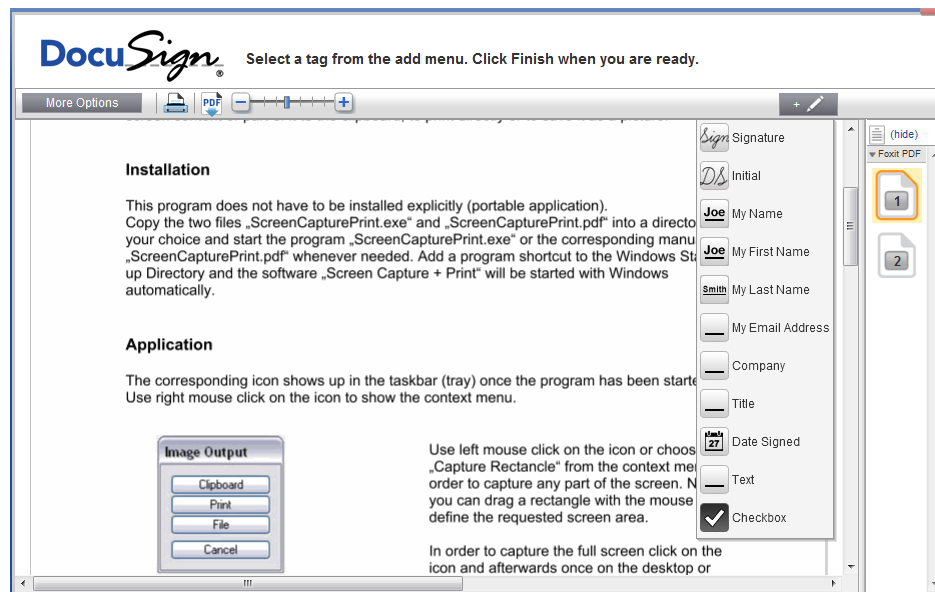 DocuSign®
Select a tag from the add menu. Click Finish when you are ready.
More Options
PDF
+
Installation
This program does not have to be installed explicitly (portable application).
Copy the two files „ScreenCapturePrint.exe“ and „ScreenCapturePrint.pdf“ into a directo
your choice and start the program „ScreenCapturePrint.exe“ or the corresponding manu
„ScreenCapturePrint.pdf“ whenever needed. Add a program shortcut to the Windows Sta
up Directory and the software „Screen Capture + Print“ will be started with Windows
automatically.
Application
The corresponding icon shows up in the taskbar (tray) once the program has been starte
Use right mouse click on the icon to show the context menu.
Image Output
Clipboard
Print
File
Cancel
Use left mouse click on the icon or choos
„Capture Rectancle“ from the context me
order to capture any part of the screen. N
you can drag a rectangle with the mouse
define the requested screen area.
In order to capture the full screen click on the
icon and afterwards once on the desktop or
Sign Signature
DS Initial
Joe My Name
Joe My First Name
Smith My Last Name
My Email Address
Company
Title
27 Date Signed
Text
Checkbox
(hide)
Foxit PDF
1
2